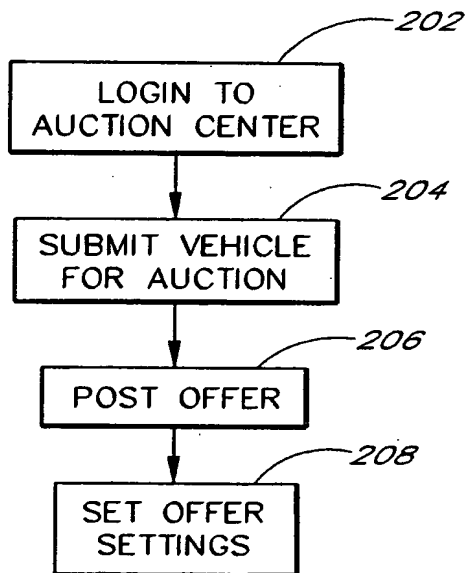 202
LOGIN TO
AUCTION CENTER
204
SUBMIT VEHICLE
FOR AUCTION
206
POST OFFER
208
SET OFFER
SETTINGS